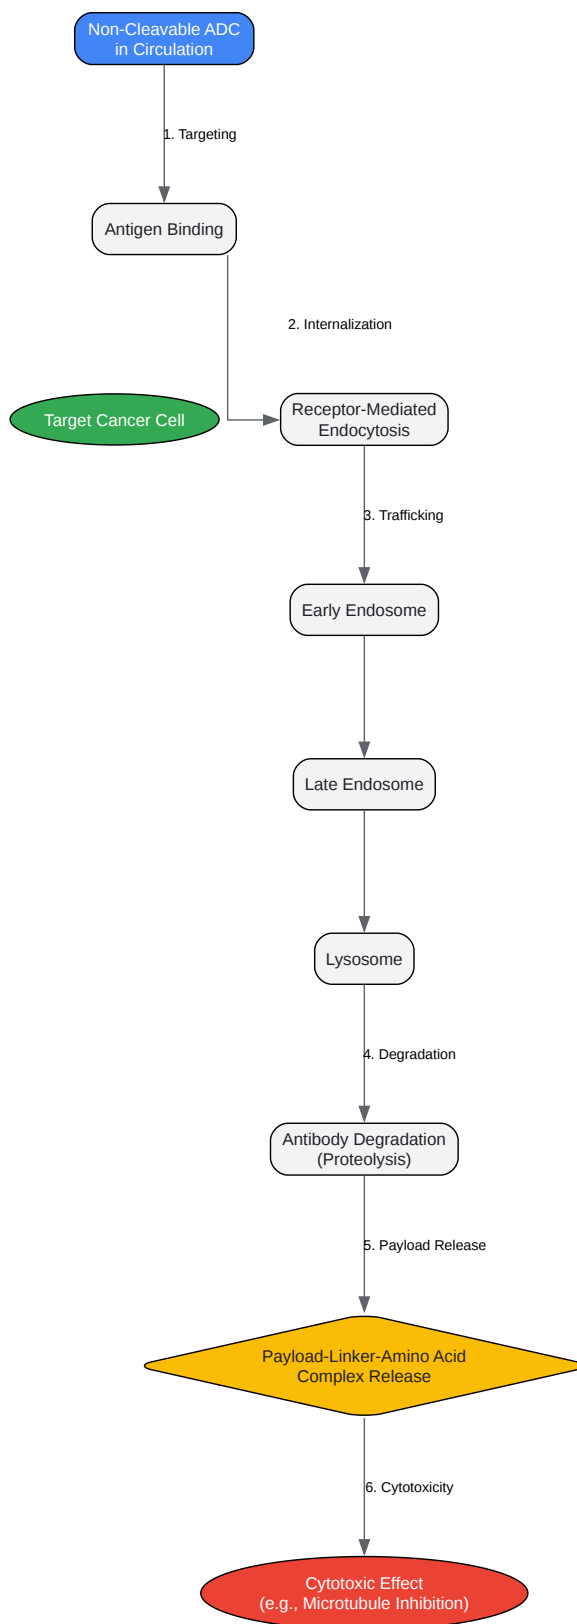 Non-Cleavable ADC
in Circulation
1. Targeting
Antigen Binding
2. Internalization
Target Cancer Cell
Receptor-Mediated
Endocytosis
3. Trafficking
Early Endosome
Late Endosome
Lysosome
4. Degradation
Antibody Degradation
(Proteolysis)
5. Payload Release
Payload-Linker-Amino Acid
Complex Release
6. Cytotoxicity
Cytotoxic Effect
(e.g., Microtubule Inhibition)